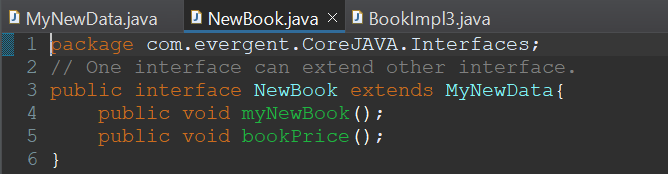 MyNewData.java NewBook.java × BookImpl3.java
1 package com.evergent.CoreJAVA.Interfaces;
2 // One interface can extend other interface.
3 public interface NewBook extends MyNewData{
4     public void myNewBook();
5     public void bookPrice();
6 }